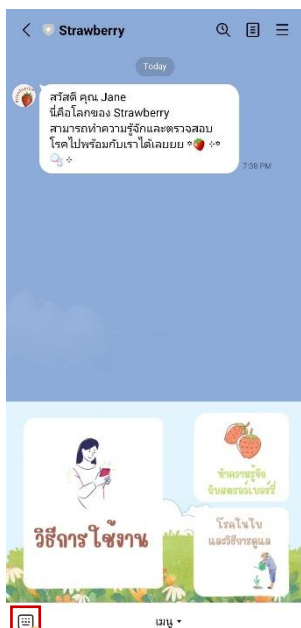 Strawberry
Today
สวัสดี คุณ Jane
นี่คือโลกของ Strawberry
สามารถทำความรู้จักและตรวจสอบ
โรคไปพร้อมกับเราได้เลยยย
7:36 PM
วิธีการใช้งาน
ทำความรู้จัก
กับสตรอว์เบอร์รี่
โรคในใบ
และวิธีการดูแล
เมนู